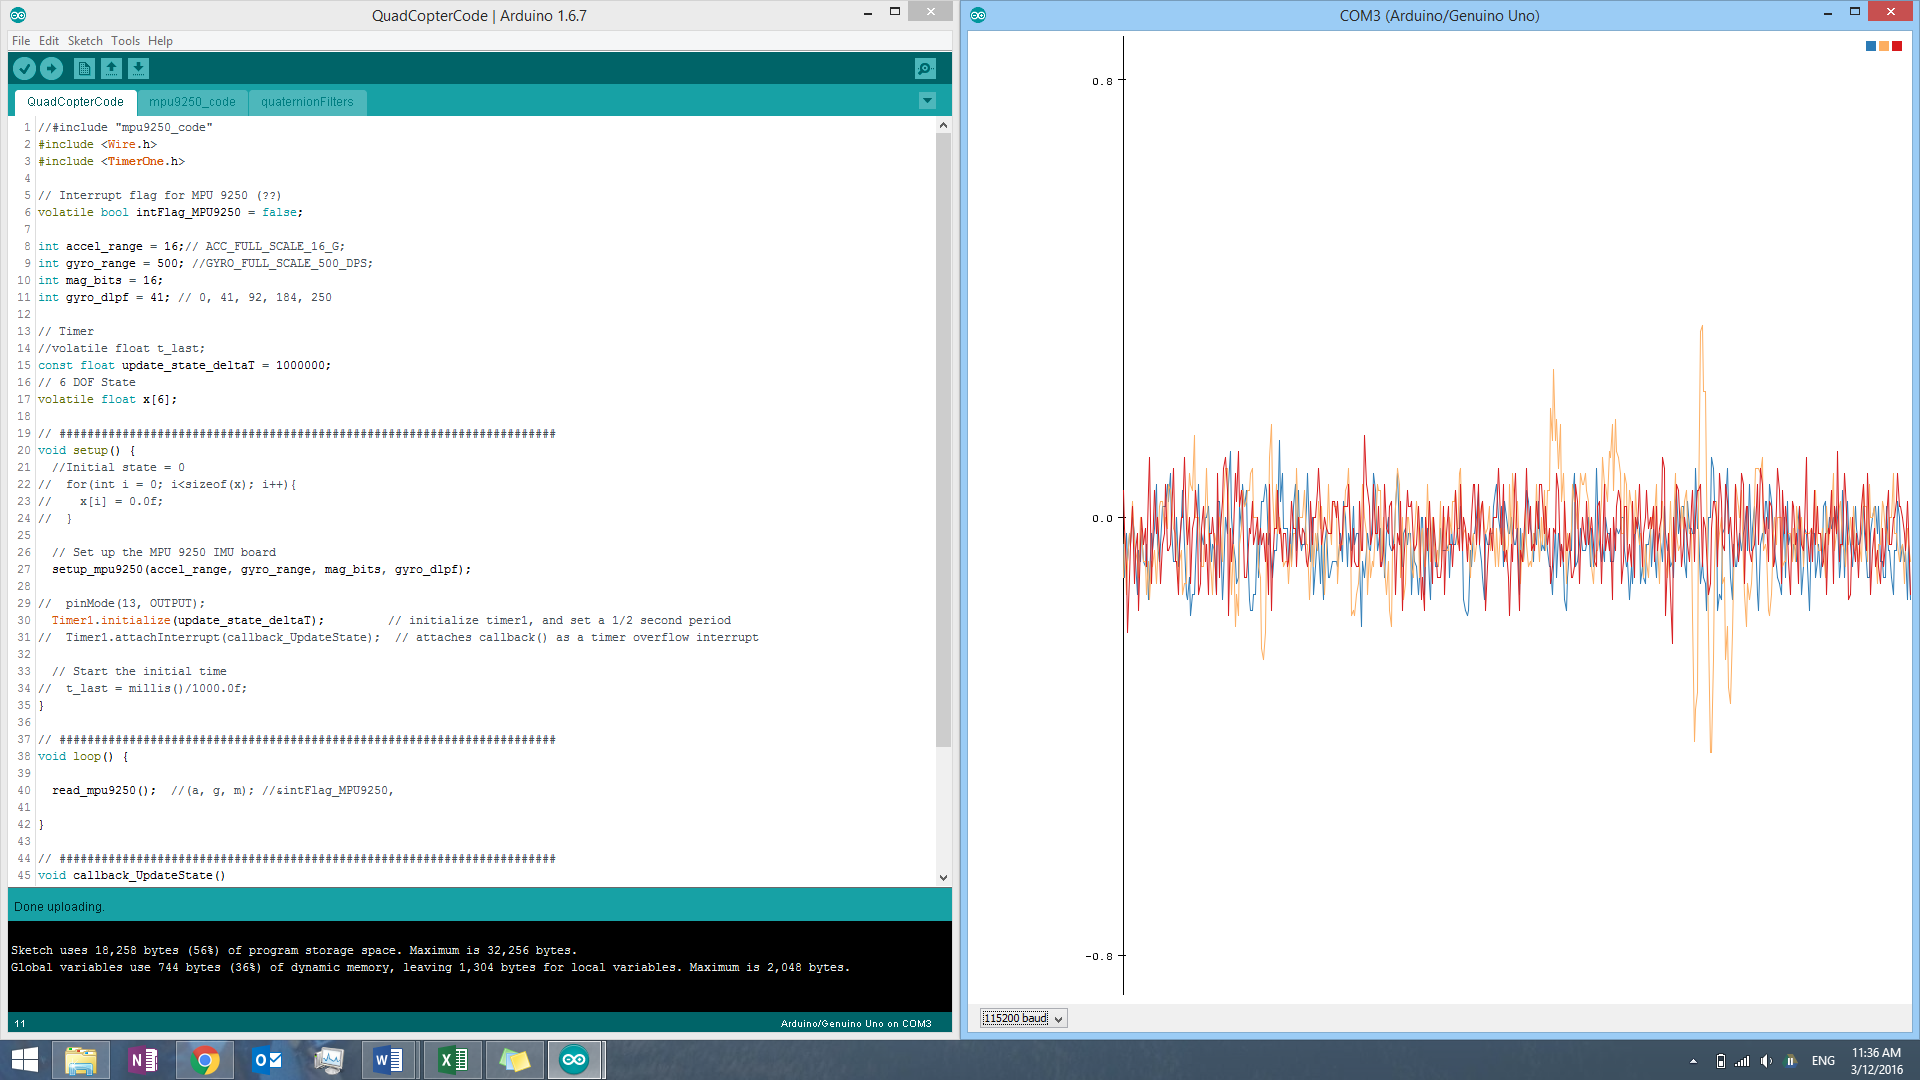 QuadCopterCode | Arduino 1.6.7
File Edit Sketch Tools Help
QuadCopterCode mpu9250_code quaternionFilters
1 //#include "mpu9250_code"
2 #include <Wire.h>
3 #include <TimerOne.h>
4
5 // Interrupt flag for MPU 9250 (??)
6 volatile bool intFlag_MPU9250 = false;
7
8 int accel_range = 16;// ACC_FULL_SCALE_16_G;
9 int gyro_range = 500; //GYRO_FULL_SCALE_500_DPS;
10 int mag_bits = 16;
11 int gyro_dlpf = 41; // 0, 41, 92, 184, 250
12
13 // Timer
14 //volatile float t_last;
15 const float update_state_deltaT = 1000000;
16 // 6 DOF State
17 volatile float x[6];
18
19 // #######################################################################
20 void setup() {
21   //Initial state = 0
22 //  for(int i = 0; i<sizeof(x); i++){
23 //    x[i] = 0.0f;
24 //  }
25
26   // Set up the MPU 9250 IMU board
27   setup_mpu9250(accel_range, gyro_range, mag_bits, gyro_dlpf);
28
29 //  pinMode(13, OUTPUT);
30   Timer1.initialize(update_state_deltaT);         // initialize timer1, and set a 1/2 second period
31 //  Timer1.attachInterrupt(callback_UpdateState);  // attaches callback() as a timer overflow interrupt
32
33   // Start the initial time
34 //  t_last = millis()/1000.0f;
35 }
36
37 // #######################################################################
38 void loop() {
39
40   read_mpu9250();  //(a, g, m); //&intFlag_MPU9250,
41
42 }
43
44 // #######################################################################
45 void callback_UpdateState()
Done uploading.
Sketch uses 18,258 bytes (56%) of program storage space. Maximum is 32,256 bytes.
Global variables use 744 bytes (36%) of dynamic memory, leaving 1,304 bytes for local variables. Maximum is 2,048 bytes.
11 Arduino/Genuino Uno on COM3
COM3 (Arduino/Genuino Uno)
0.8
0.0
-0.8
115200 baud
ENG 11:36 AM
3/12/2016